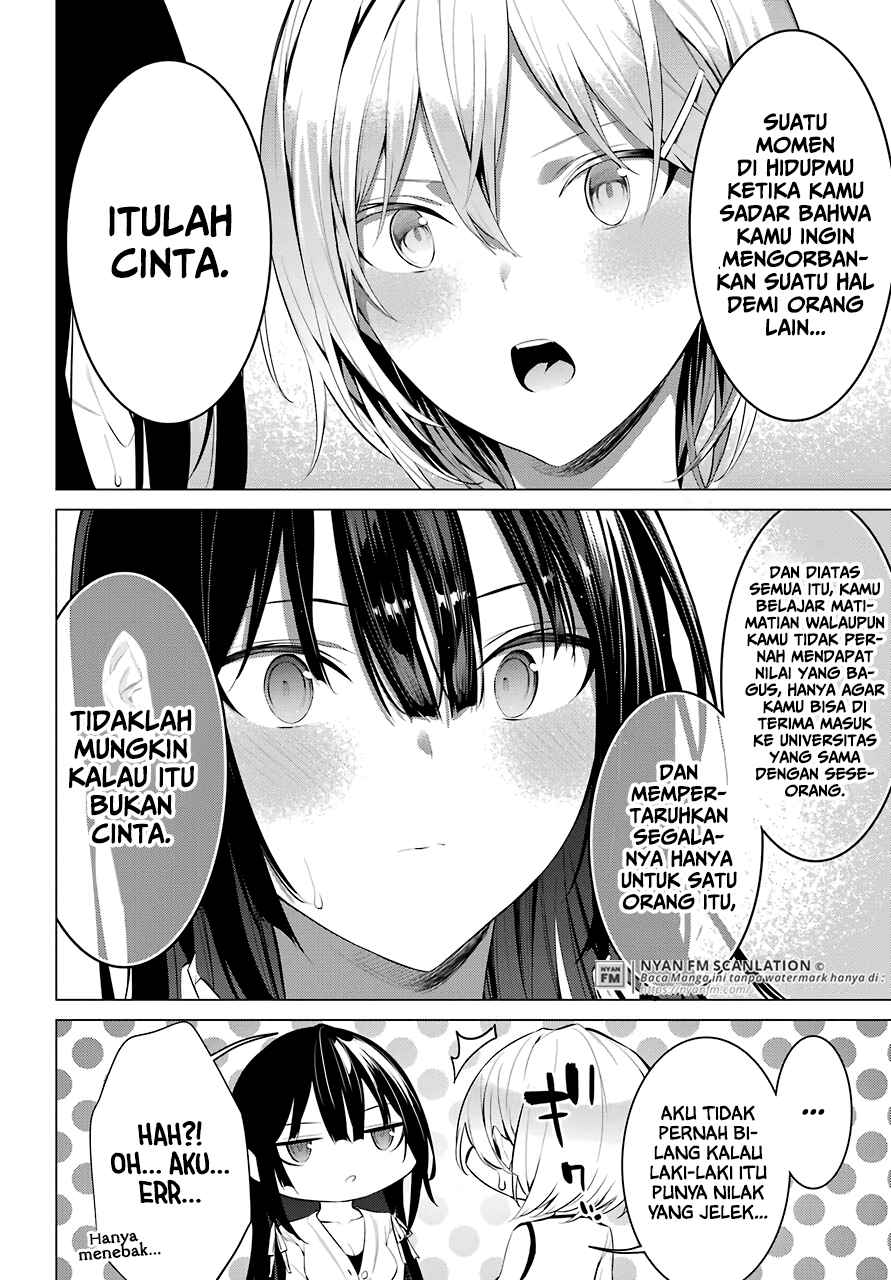 SUATU
MOMEN
DI HIDUPMU
KETIKA KAMU
SADAR BAHWA
KAMU INGIN
MENGORBAN-
KAN SUATU HAL
DEMI ORANG
LAIN...
ITULAH
CINTA.
DAN DIATAS
SEMUA ITU, KAMU
BELAJAR MATI-
MATIAN WALAUPUN
KAMU TIDAK PER-
NAH MENDAPAT
NILAI YANG BA-
GUS, HANYA AGAR
KAMU BISA DI
TERIMA MASUK
KE UNIVERSITAS
YANG SAMA
DENGAN SESE-
ORANG.
DAN
MEMPER-
TARUHKAN
SEGALA-
NYA HANYA
UNTUK SATU
ORANG ITU,
TIDAKLAH
MUNGKIN
KALAU ITU
BUKAN
CINTA.
NYAN
FM
NYAN FM SCANLATION ©
Baca Manga ini tanpa watermark hanya di :
https://nyanfm.com/
...
AKU TIDAK
PERNAH BI-
LANG KALAU
LAKI-LAKI ITU
PUNYA NILAK
YANG JELEK...
ギクッ
HAH?!
OH... AKU...
ERR...
Hanya
menebak...